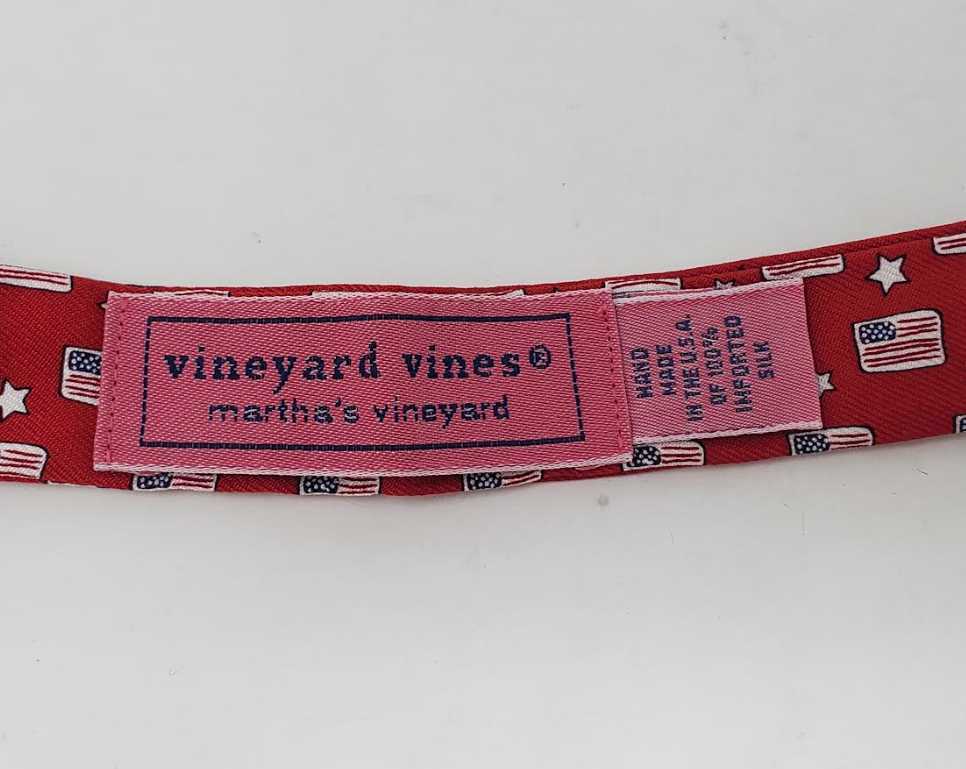 vineyard vines®
martha's vineyard
HAND
MADE
IN THE U.S.A.
OF 100%
IMPORTED
SILK